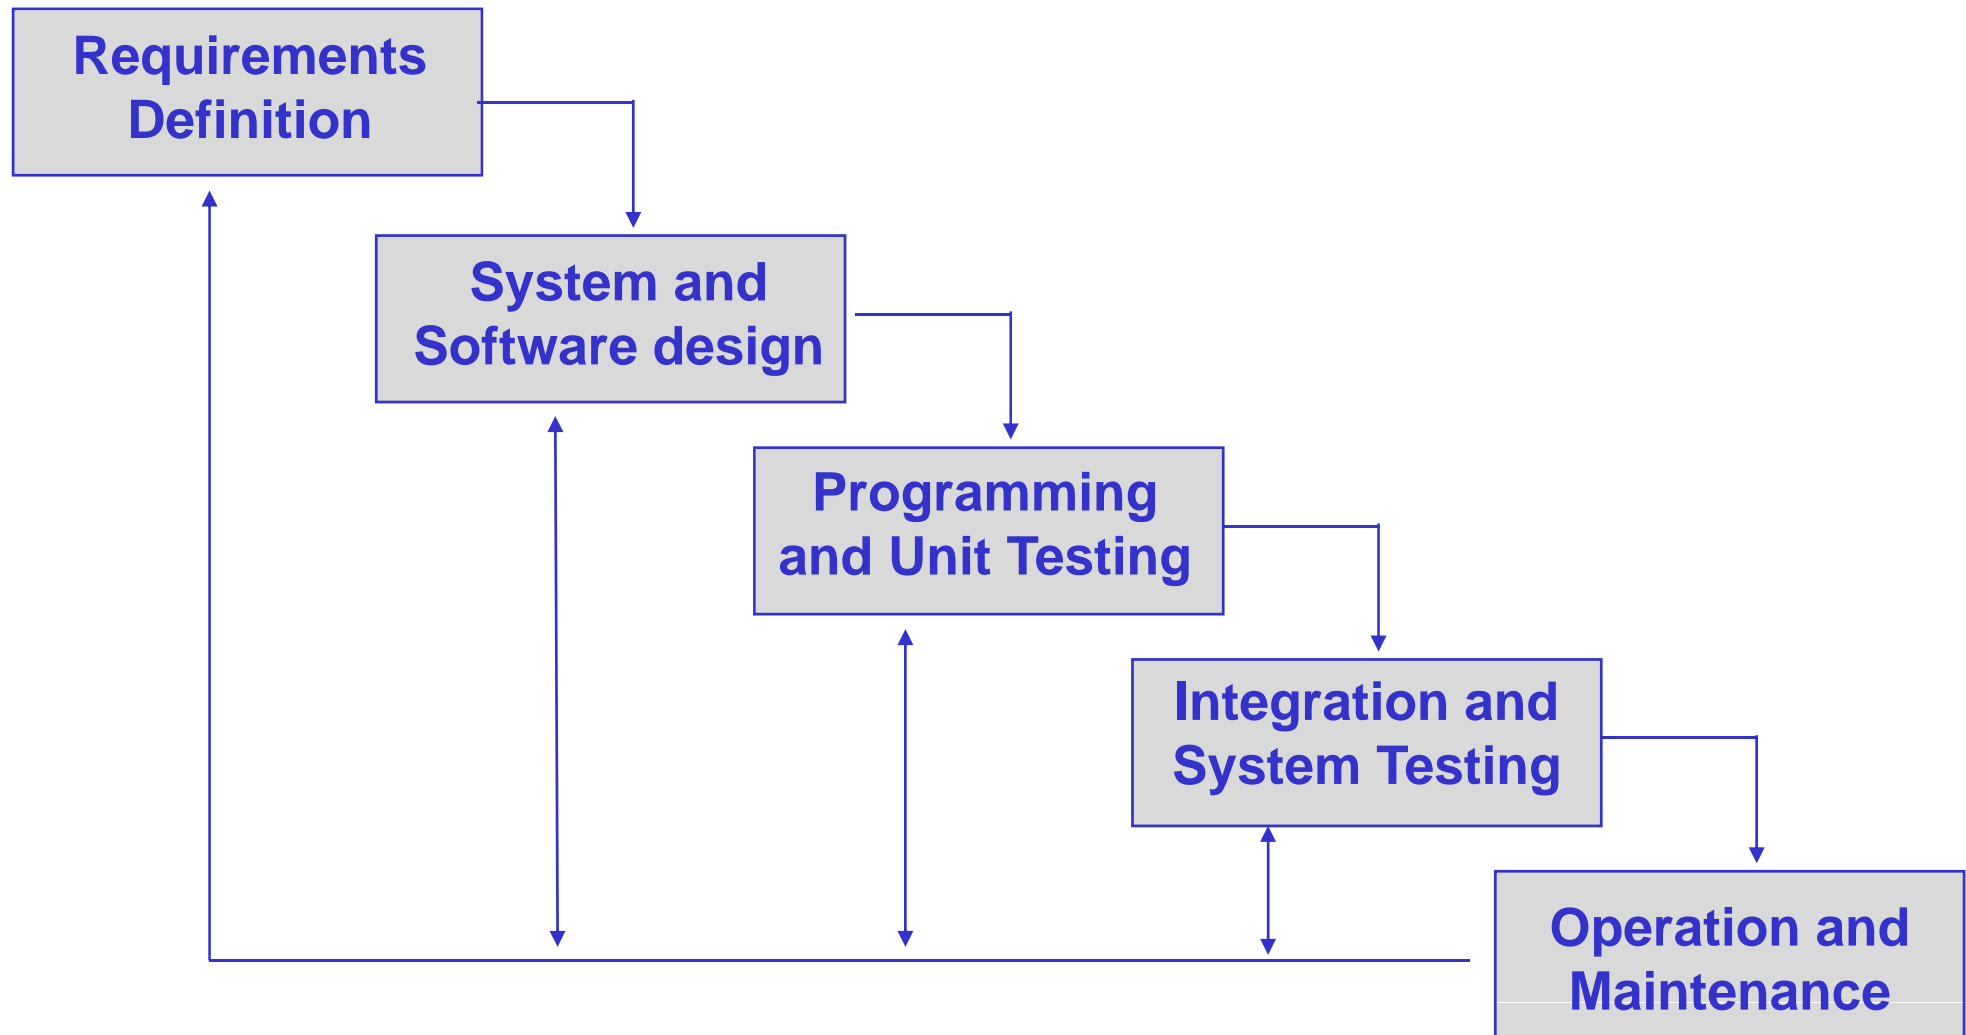 Requirements
Definition
System and
Software design
Programming
and Unit Testing
Integration and
System Testing
Operation and
Maintenance